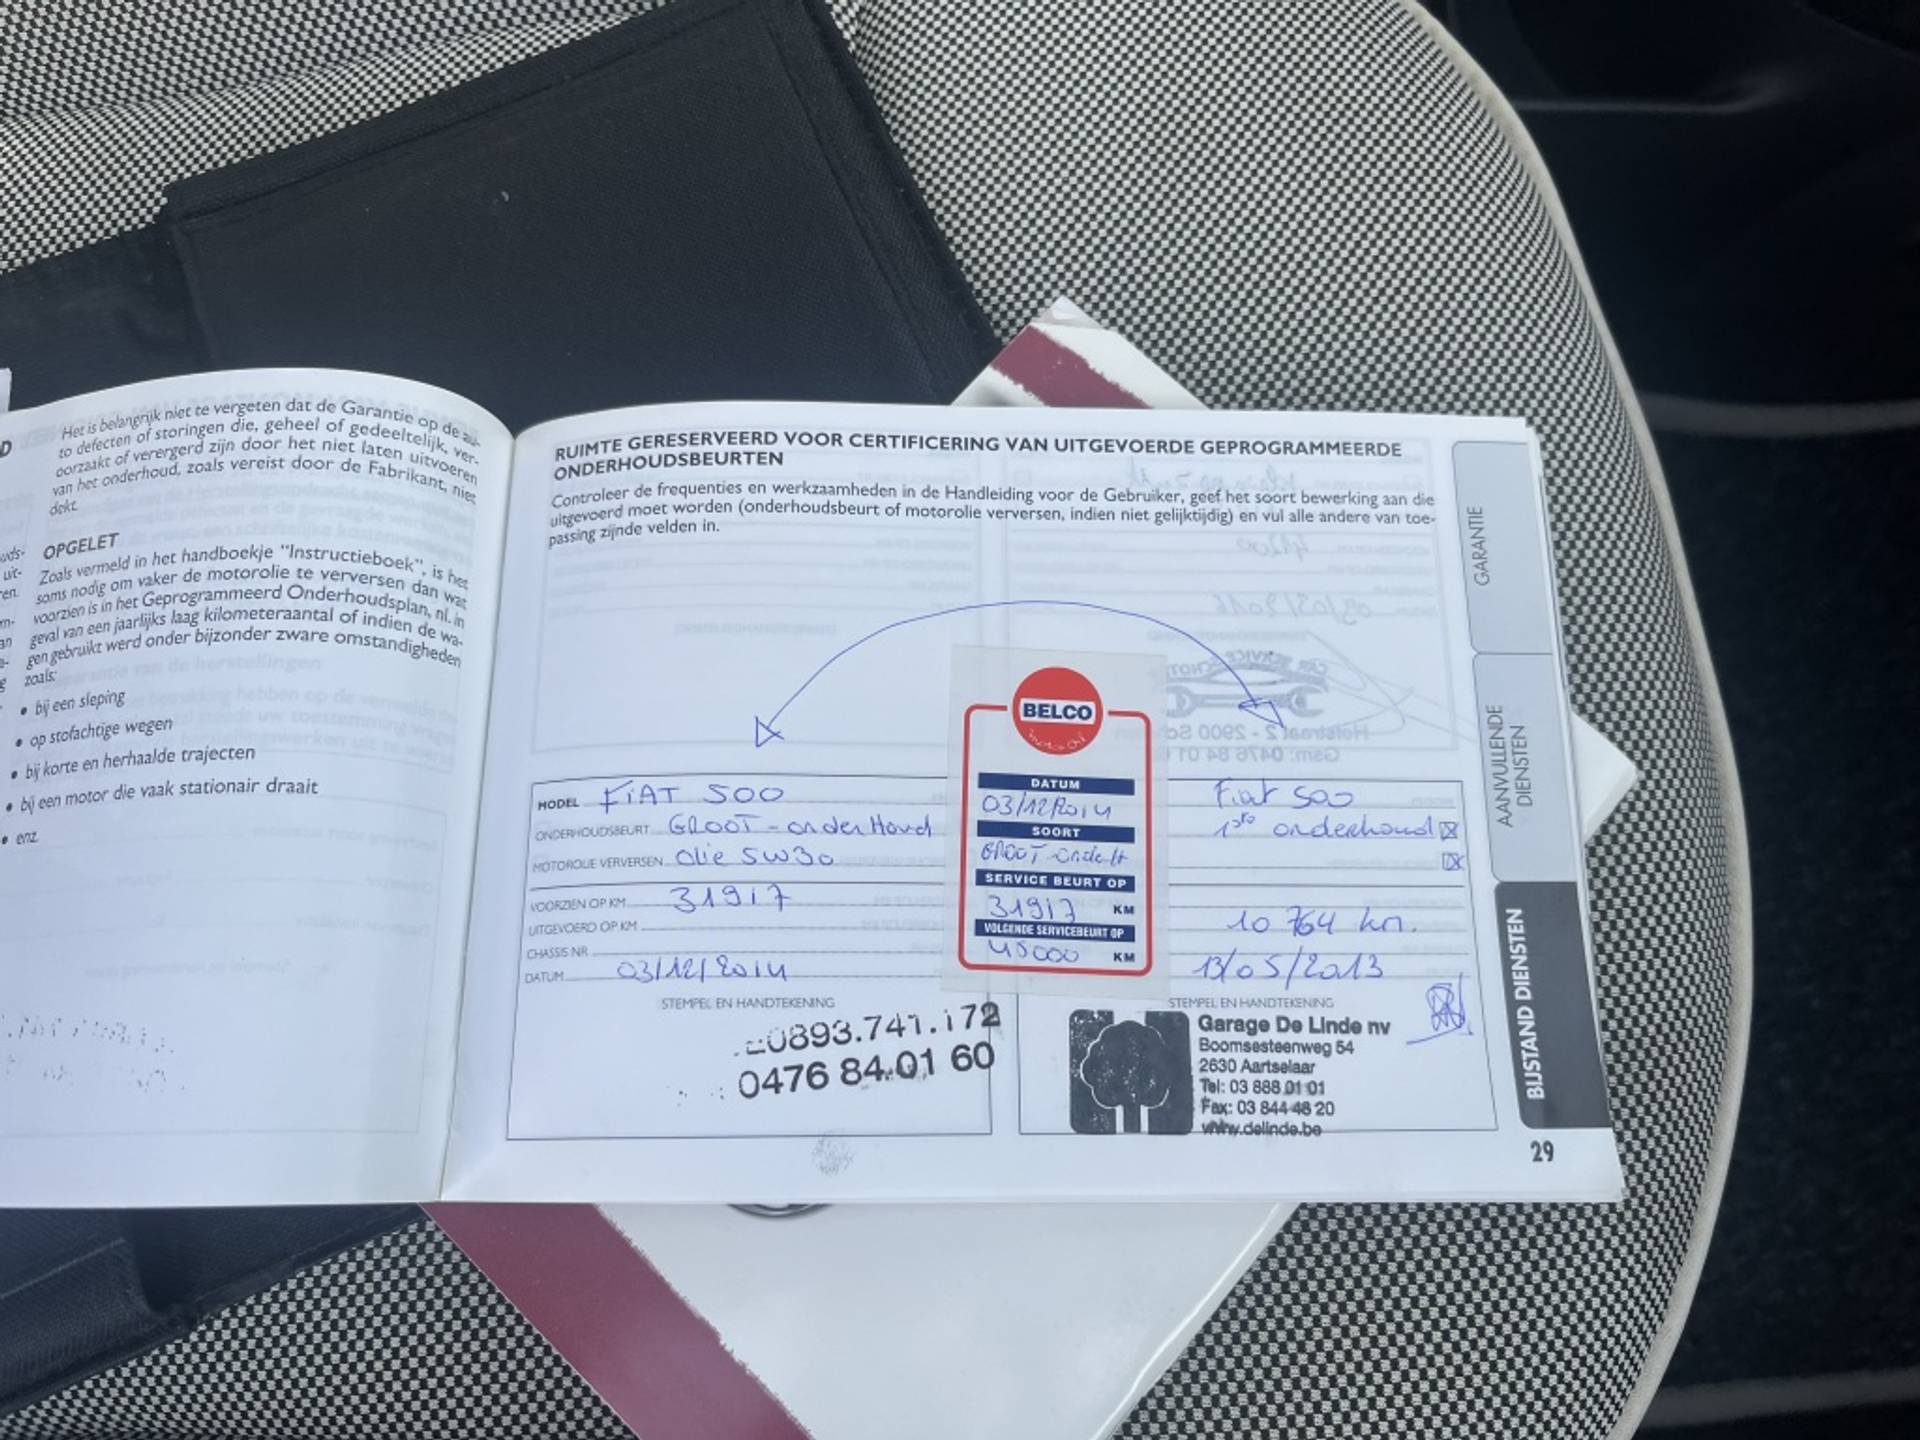 Het is belangrijk niet te vergeten dat de Garantie op de au-
to defecten of storingen die, geheel of gedeeltelijk, ver-
oorzaakt of verergerd zijn door het niet laten uitvoeren
van het onderhoud, zoals vereist door de Fabrikant, niet
dekt.
OPGELET
Zoals vermeld in het handboekje "Instructieboek", is het
soms nodig om vaker de motorolie te verversen dan wat
voorzien is in het Geprogrammeerd Onderhoudsplan, nl. in
geval van een jaarlijks laag kilometeraantal of indien de wa-
gen gebruikt werd onder bijzonder zware omstandigheden
zoals:
• bij een sleping
• op stofachtige wegen
• bij korte en herhaalde trajecten
• bij een motor die vaak stationair draait
• enz.
RUIMTE GERESERVEERD VOOR CERTIFICERING VAN UITGEVOERDE GEPROGRAMMEERDE
ONDERHOUDSBEURTEN
Controleer de frequenties en werkzaamheden in de Handleiding voor de Gebruiker, geef het soort bewerking aan die
uitgevoerd moet worden (onderhoudsbeurt of motorolie verversen, indien niet gelijktijdig) en vul alle andere van toe-
passing zijnde velden in.
MODEL FIAT 500
ONDERHOUDSBEURT GROOT-onderHoud
MOTOROLIE VERVERSEN Olie 5W30
VOORZIEN OP KM 31917
UITGEVOERD OP KM
CHASSIS NR
DATUM 03/12/2014
STEMPEL EN HANDTEKENING
0893.741.172
0476 84.01 60
BELCO
motor oil
DATUM
03/12/2014
SOORT
GROOT-onderH
SERVICE BEURT OP
31917 KM
VOLGENDE SERVICEBEURT OP
45000 KM
Fiat 500
1ste onderhoud
10 764 km.
13/05/2013
STEMPEL EN HANDTEKENING
Garage De Linde nv
Boomsesteenweg 54
2630 Aartselaar
Tel: 03 888 01 01
Fax: 03 844 48 20
www.delinde.be
GARANTIE
AANVULLENDE
DIENSTEN
BIJSTAND DIENSTEN
29